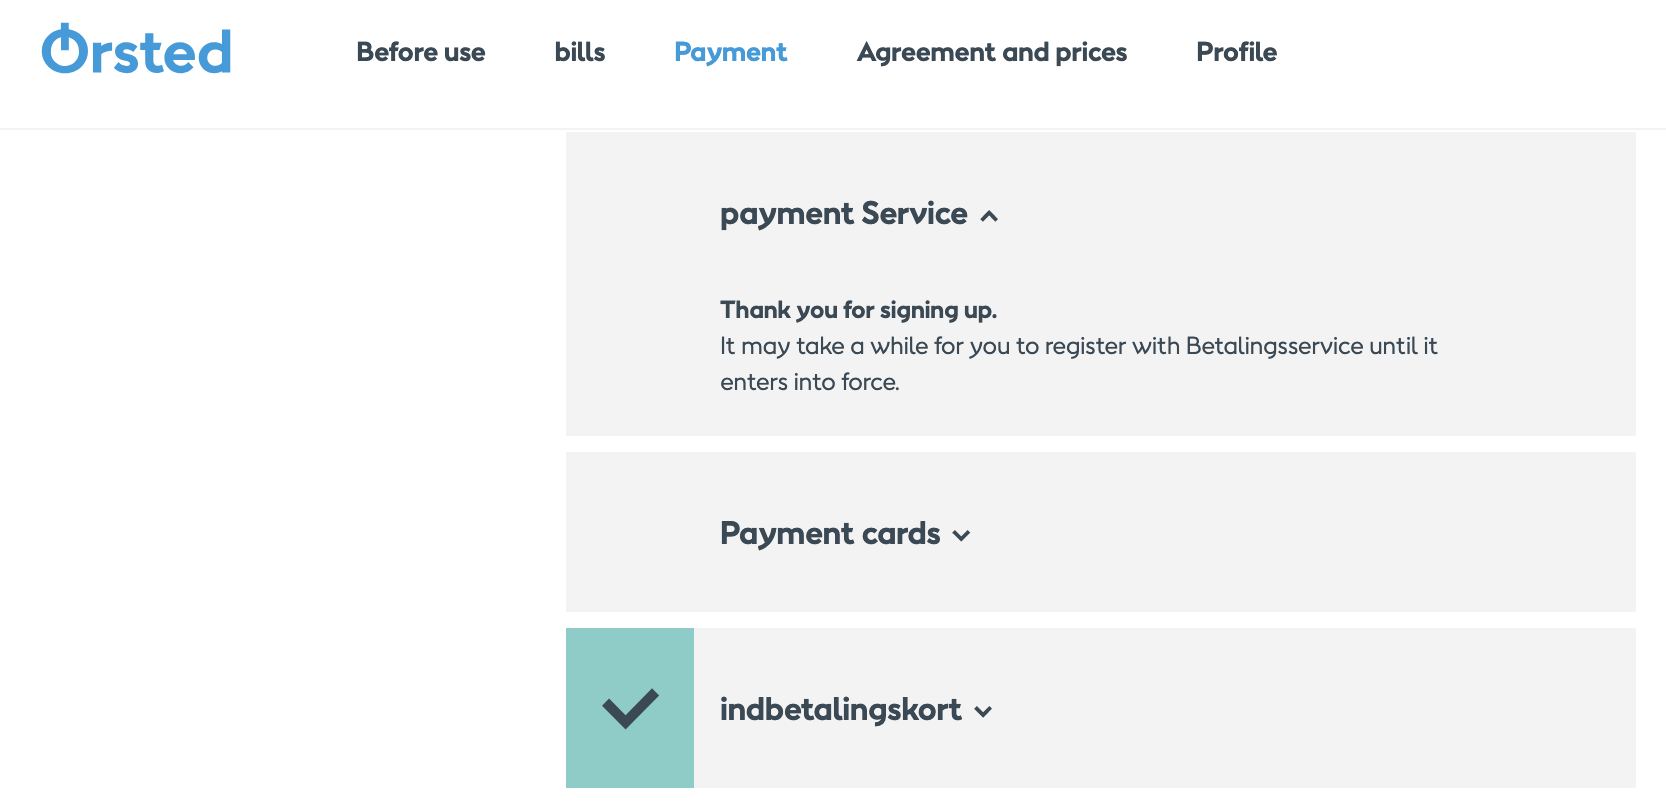 Ørsted
Before use
bills
Payment
Agreement and prices
Profile
payment Service
Thank you for signing up.
It may take a while for you to register with Betalingsservice until it
enters into force.
Payment cards
indbetalingskort